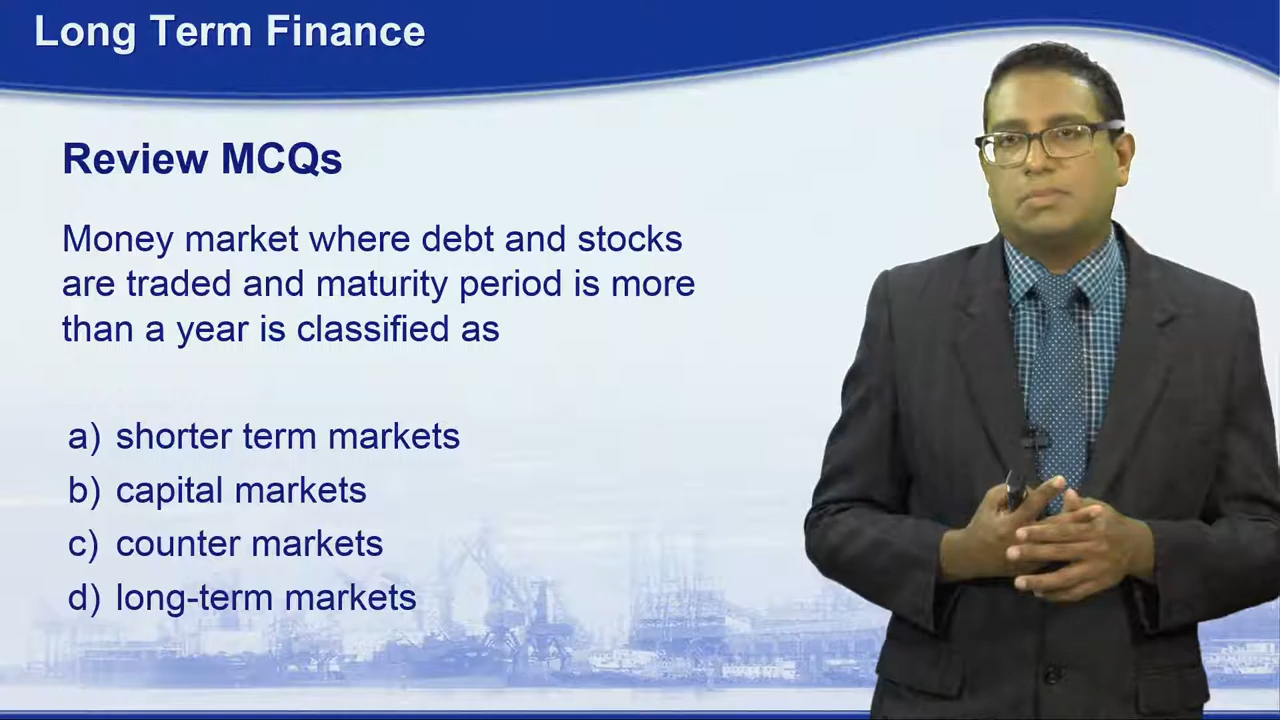 Long Term Finance
Review MCQs
Money market where debt and stocks
are traded and maturity period is more
than a year is classified as
a) shorter term markets
b) capital markets
c) counter markets
d) long-term markets